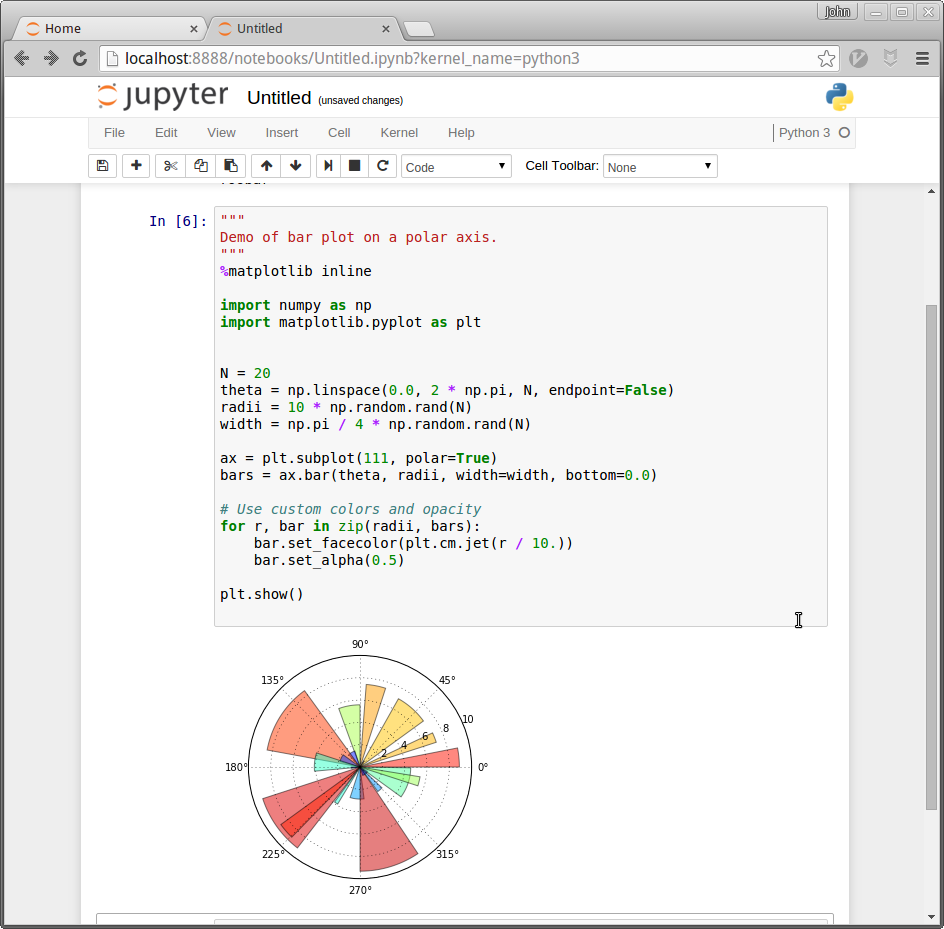 John
Home × Untitled ×
localhost:8888/notebooks/Untitled.ipynb?kernel_name=python3
jupyter Untitled (unsaved changes)
File Edit View Insert Cell Kernel Help Python 3
Code Cell Toolbar: None
In [6]:
"""
Demo of bar plot on a polar axis.
"""
%matplotlib inline
import numpy as np
import matplotlib.pyplot as plt
N = 20
theta = np.linspace(0.0, 2 * np.pi, N, endpoint=False)
radii = 10 * np.random.rand(N)
width = np.pi / 4 * np.random.rand(N)
ax = plt.subplot(111, polar=True)
bars = ax.bar(theta, radii, width=width, bottom=0.0)
# Use custom colors and opacity
for r, bar in zip(radii, bars):
    bar.set_facecolor(plt.cm.jet(r / 10.))
    bar.set_alpha(0.5)
plt.show()
90°
135° 45°
10
8
6
4
2
180° 0°
225° 315°
270°